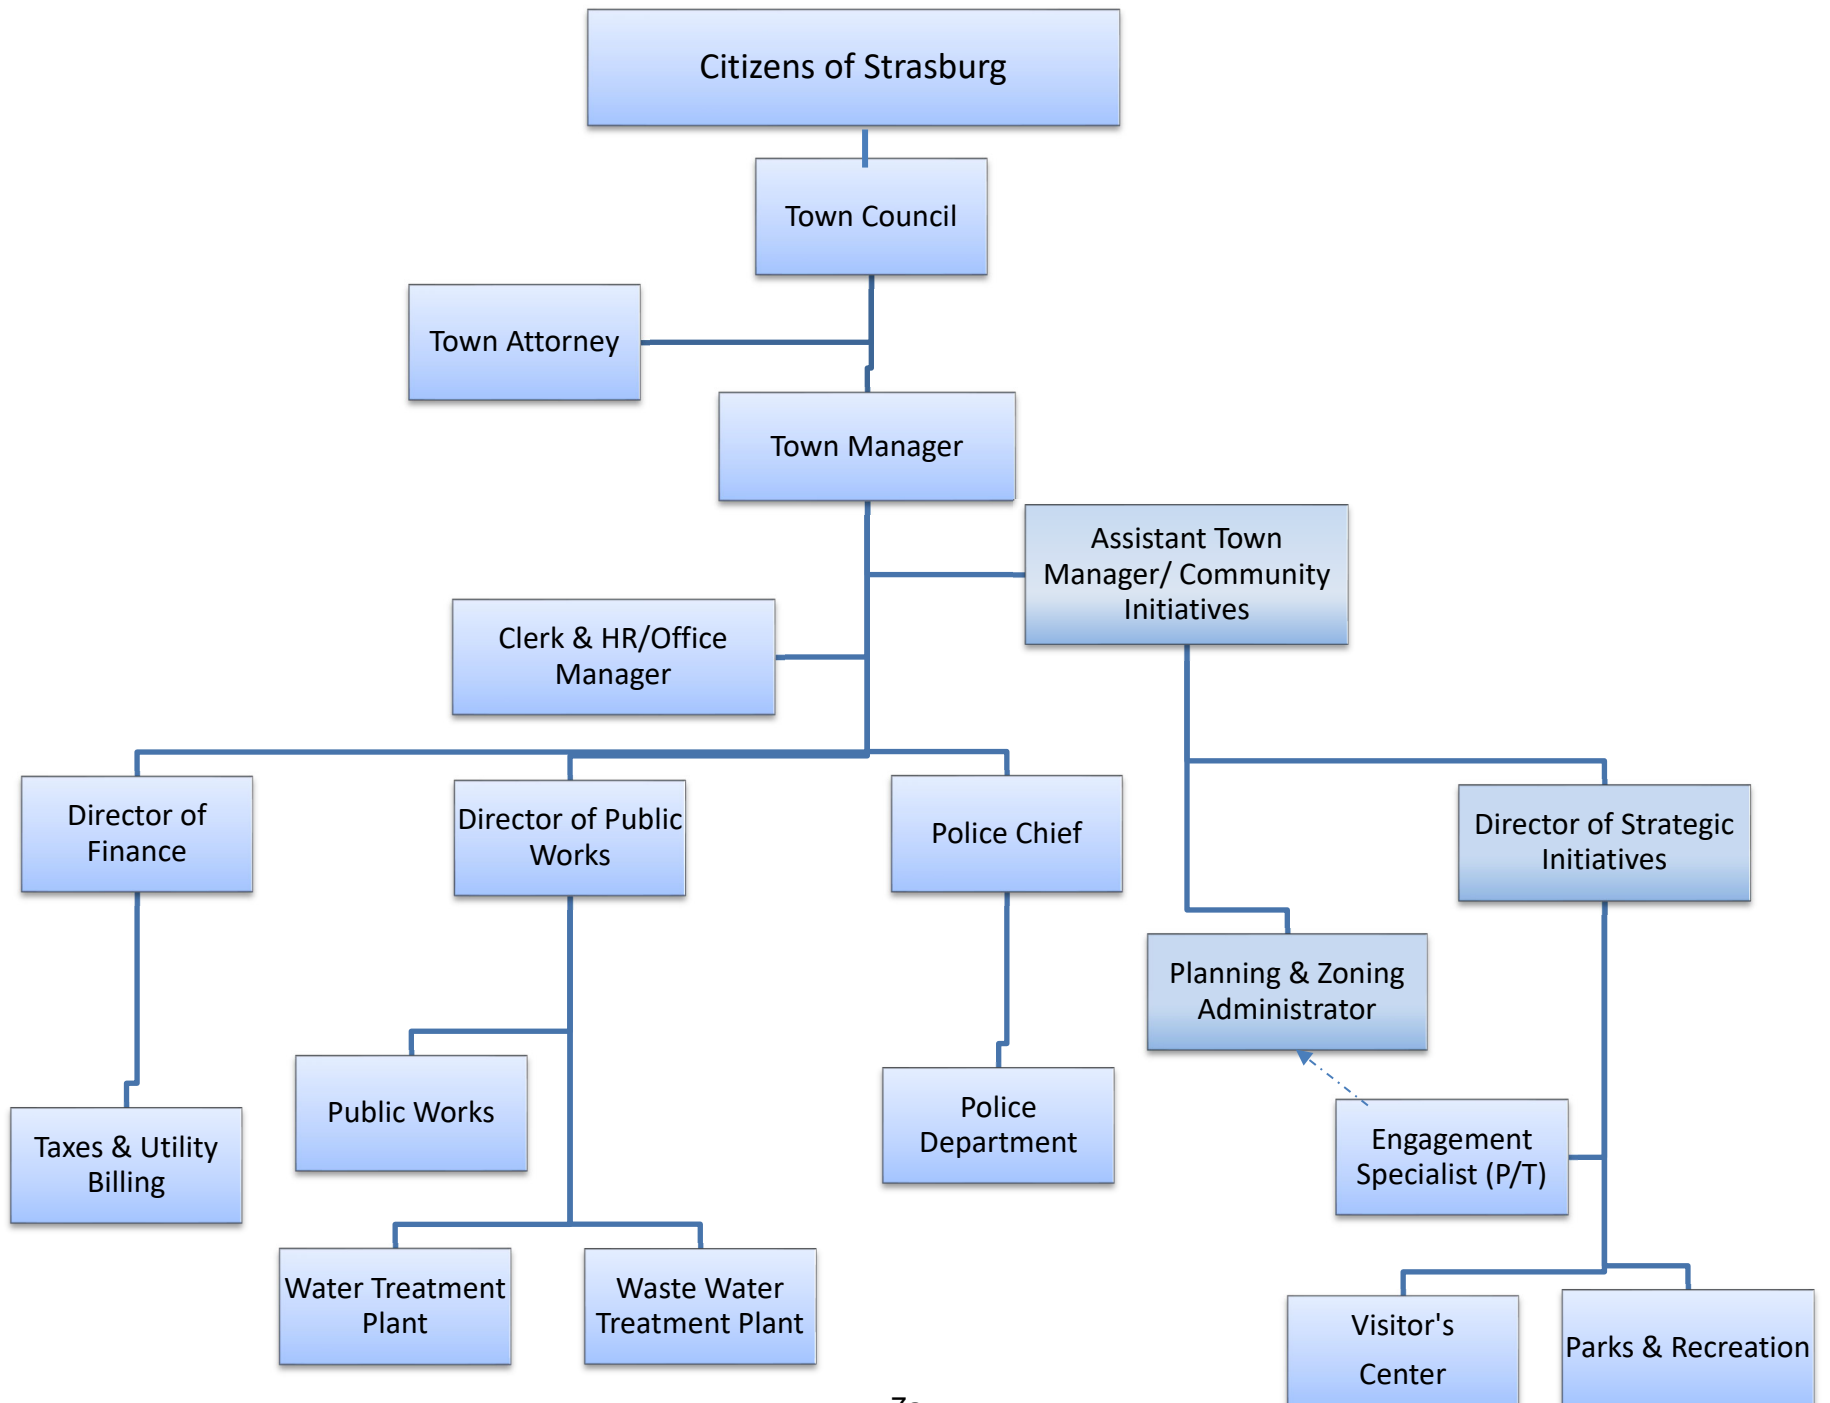 Citizens of Strasburg
Town Council
Town Attorney
Town Manager
Assistant Town
Manager/ Community
Initiatives
Clerk & HR/Office
Manager
Director of
Finance
Director of Public
Works
Police Chief
Director of Strategic
Initiatives
Planning & Zoning
Administrator
Public Works
Police
Department
Taxes & Utility
Billing
Engagement
Specialist (P/T)
Water Treatment
Plant
Waste Water
Treatment Plant
Visitor's
Center
Parks & Recreation